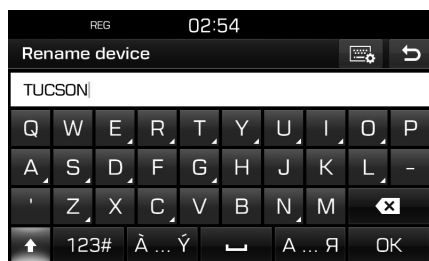 REG 02:54
Rename device
TUCSON
Q W E R T Y U I O P
A S D F G H J K L -
' Z X C V B N M
123# À ... Ý А ... Я OK